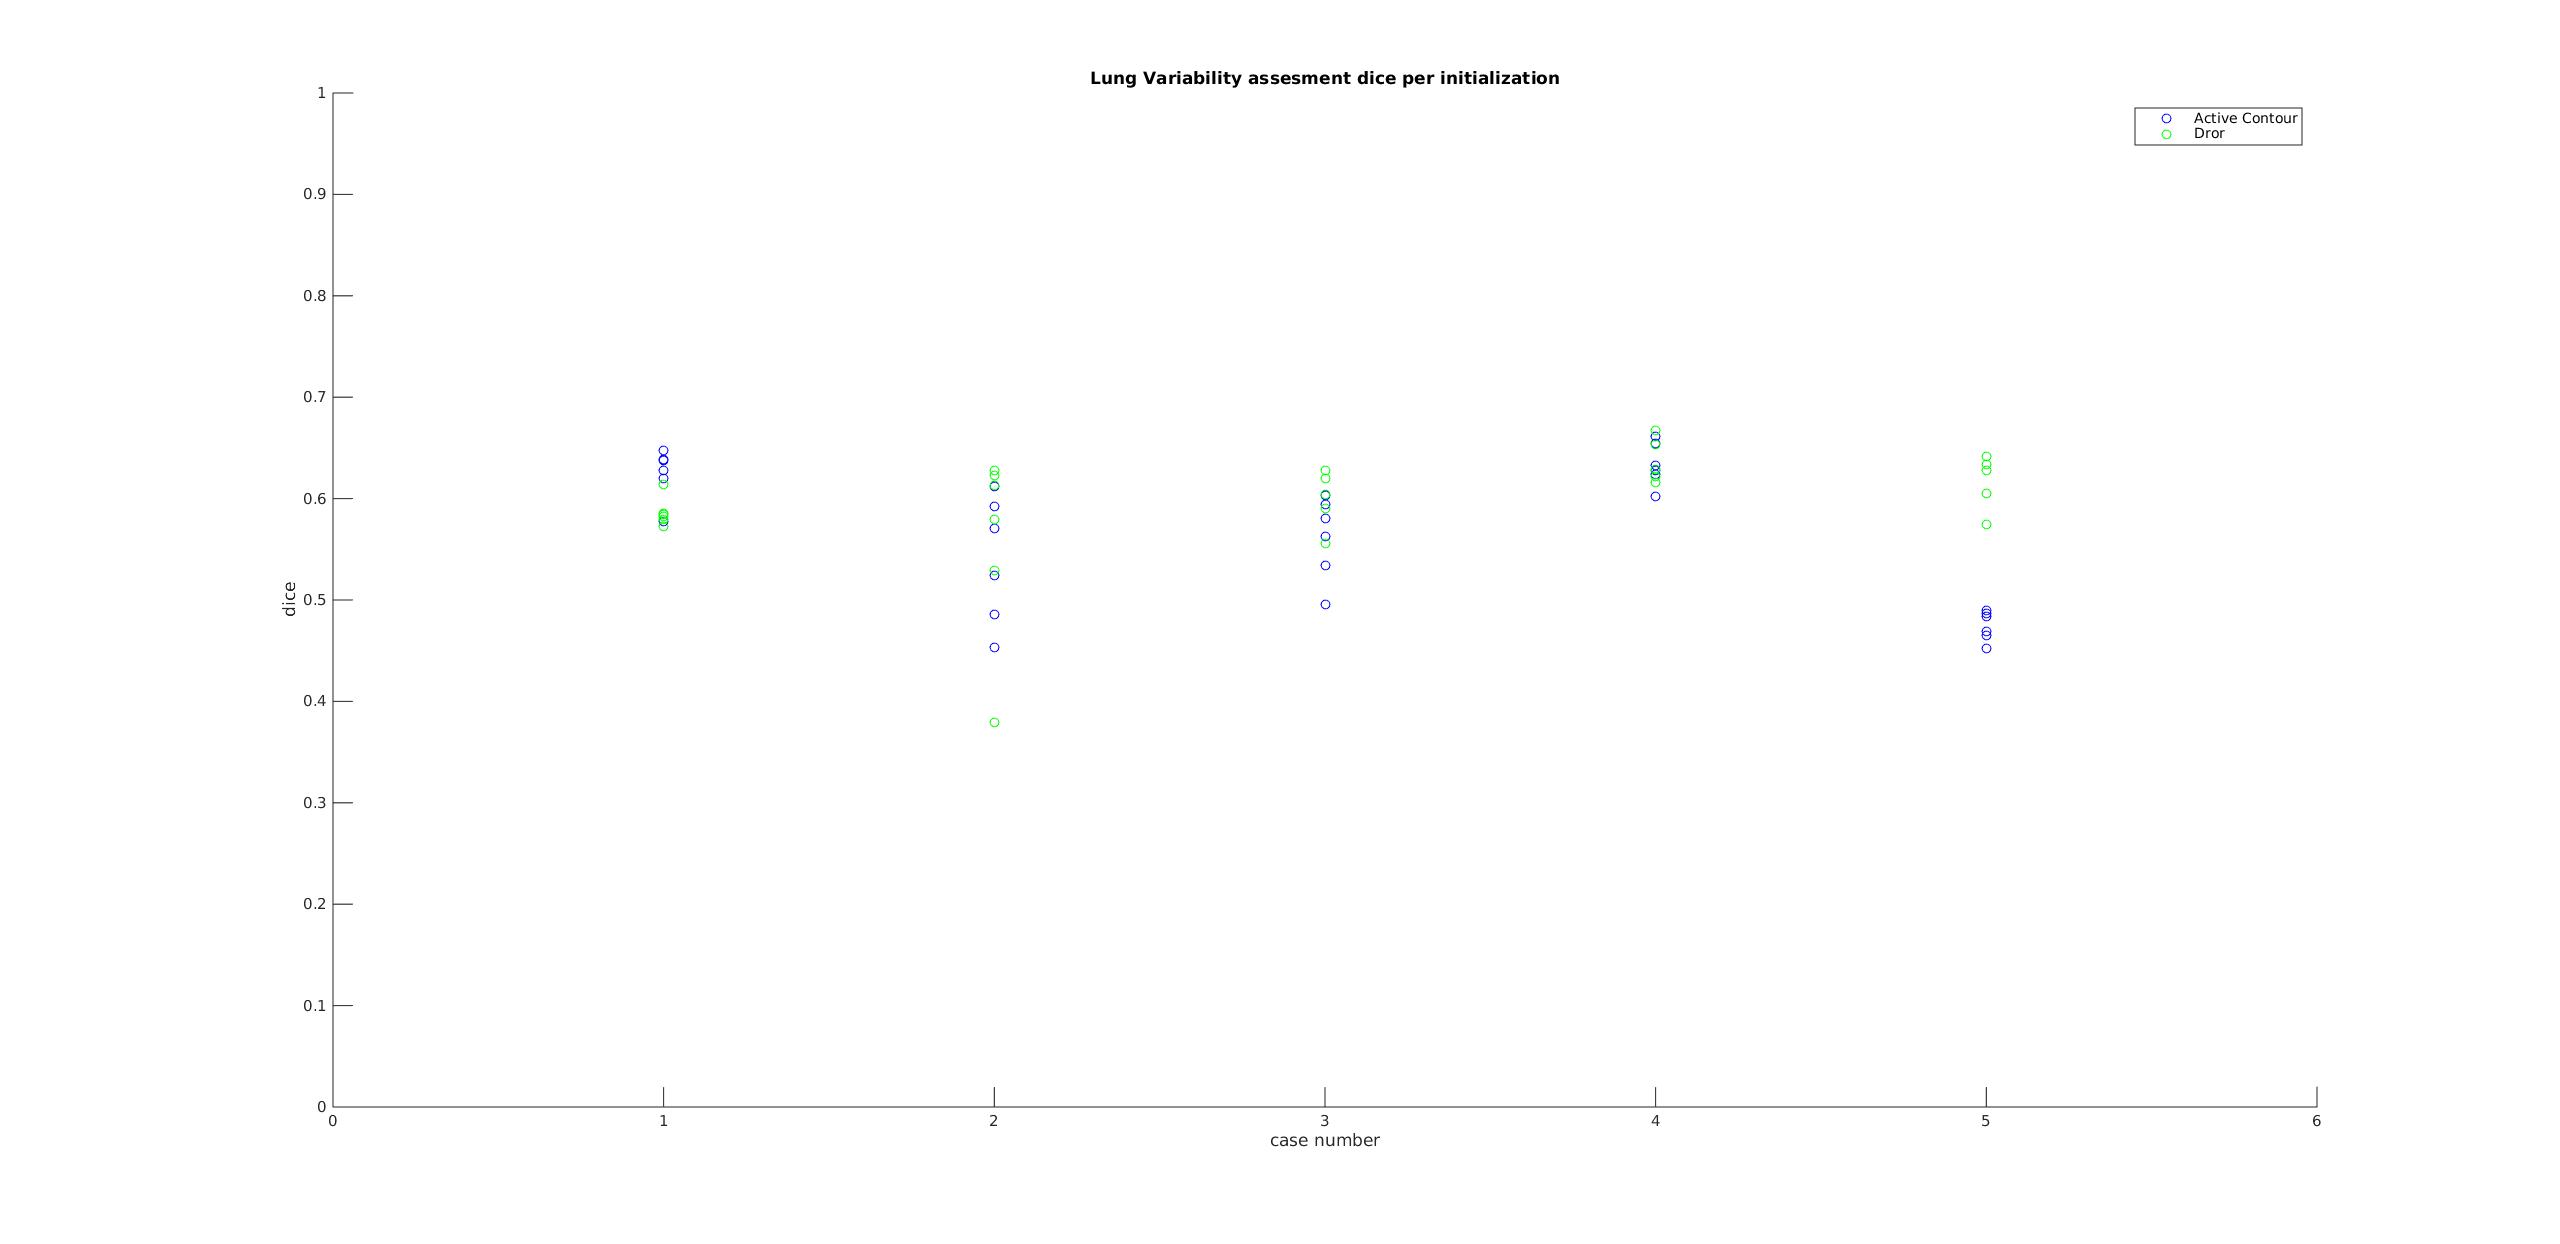 Lung Variability assesment dice per initialization
Active Contour
Dror
1
0.9
0.8
0.7
0.6
0.5
0.4
0.3
0.2
0.1
0
dice
0 1 2 3 4 5 6
case number